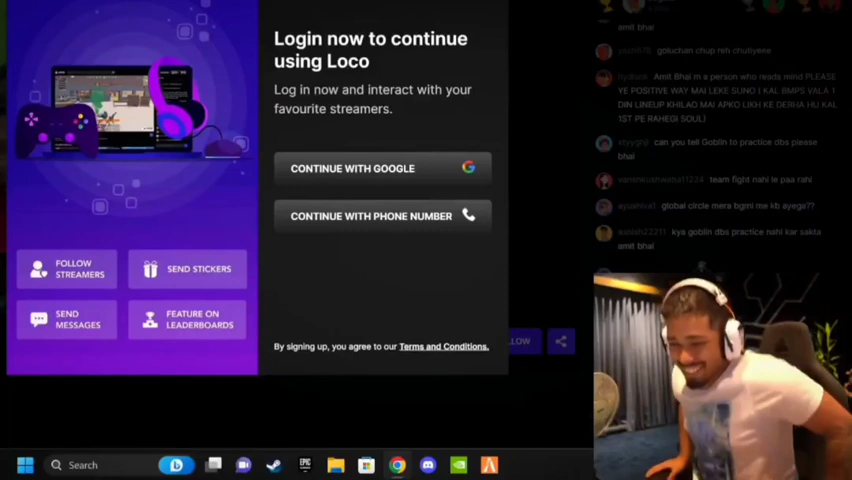 Login now to continue
using Loco
Log in now and interact with your
favourite streamers.
CONTINUE WITH GOOGLE
CONTINUE WITH PHONE NUMBER
FOLLOW
STREAMERS
SEND STICKERS
SEND
MESSAGES
FEATURE ON
LEADERBOARDS
By signing up, you agree to our Terms and Conditions.
LLOW
amit bhai
goluchan chup reh chutiyeee
Amit Bhai m a person who reads mind PLEASE
YE POSITIVE WAY MAI LEKE SUNO ( KAL BMPS VALA 1
DIN LINEUP KHILAO MAI APKO LIKH KE DERHA HU KAL
1ST PE RAHEGI SOUL)
xtyyghjj can you tell Goblin to practice dbs please
bhai
team fight nahi le paa rahi
global circle mera bgmi me kb ayega??
kya goblin dbs practice nahi kar sakta
amit bhai
Search
EPIC